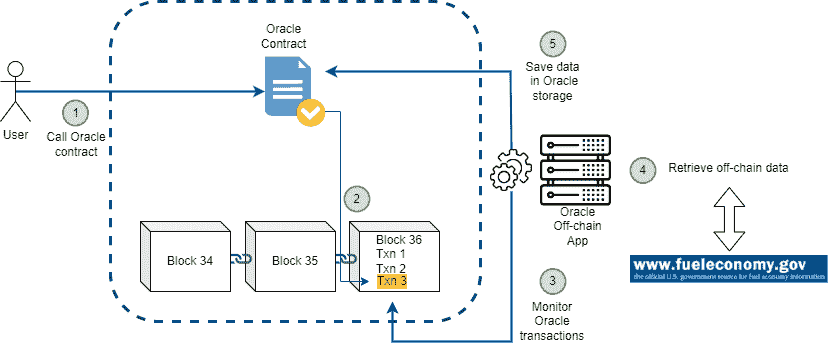 Oracle
Contract
5
Save data
in Oracle
storage
1
User
Call Oracle
contract
4
Retrieve off-chain data
2
Oracle
Off-chain
App
Block 34
Block 35
Block 36
Txn 1
Txn 2
Txn 3
www.fueleconomy.gov
the official U.S. government source for fuel economy information
3
Monitor
Oracle
transactions